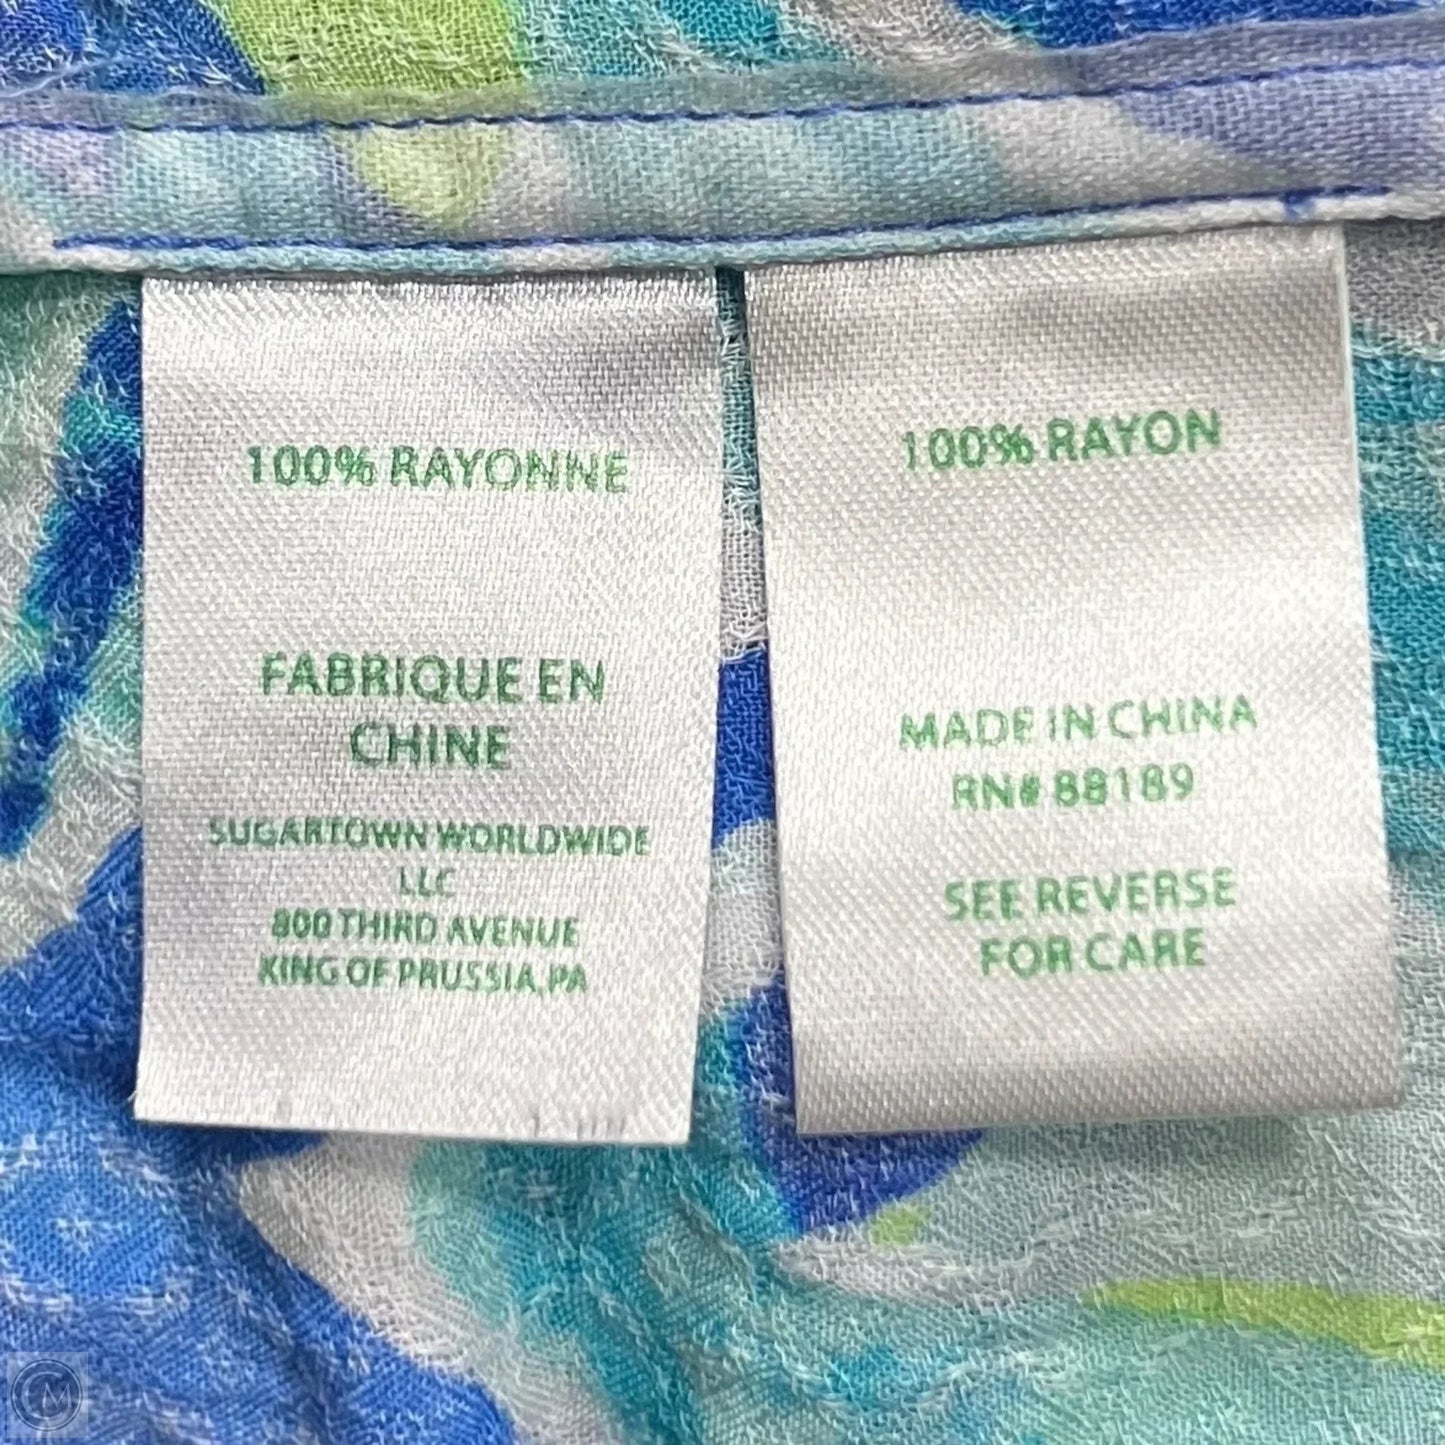 100% RAYONNE
FABRIQUE EN
CHINE
SUGARTOWN WORLDWIDE
LLC
800 THIRD AVENUE
KING OF PRUSSIA, PA
100% RAYON
MADE IN CHINA
RN# 88189
SEE REVERSE
FOR CARE